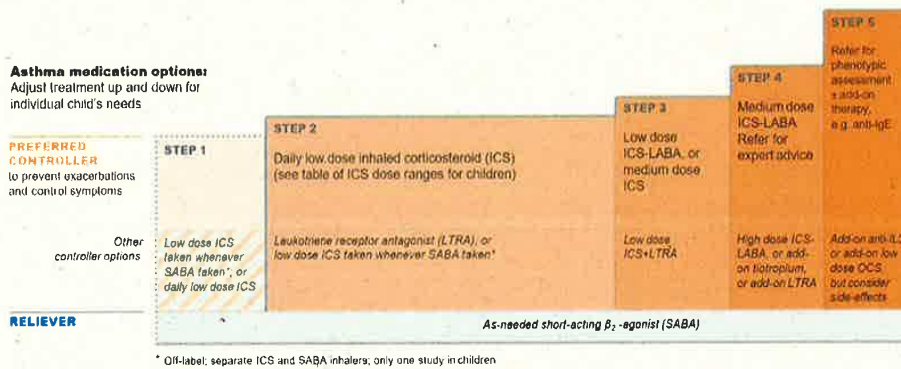 Asthma medication options:
Adjust treatment up and down for
individual child's needs
PREFERRED
CONTROLLER
to prevent exacerbations
and control symptoms
STEP 1
STEP 2
Daily low dose inhaled corticosteroid (ICS)
(see table of ICS dose ranges for children)
STEP 3
Low dose
ICS-LABA, or
medium dose
ICS
STEP 4
Medium dose
ICS-LABA
Refer for
expert advice
STEP 5
Refer for
phenotypic
assessment
± add-on
therapy,
e.g. anti-IgE
Other
controller options
Low dose ICS
taken whenever
SABA taken*, or
daily low dose ICS
Leukotriene receptor antagonist (LTRA), or
low dose ICS taken whenever SABA taken*
Low dose
ICS+LTRA
High dose ICS-
LABA, or add-
on tiotropium,
or add-on LTRA
Add-on
or add-on low
dose OCS,
but consider
side-effects
RELIEVER
As-needed short-acting β₂ -agonist (SABA)
* Off-label; separate ICS and SABA inhalers; only one study in children